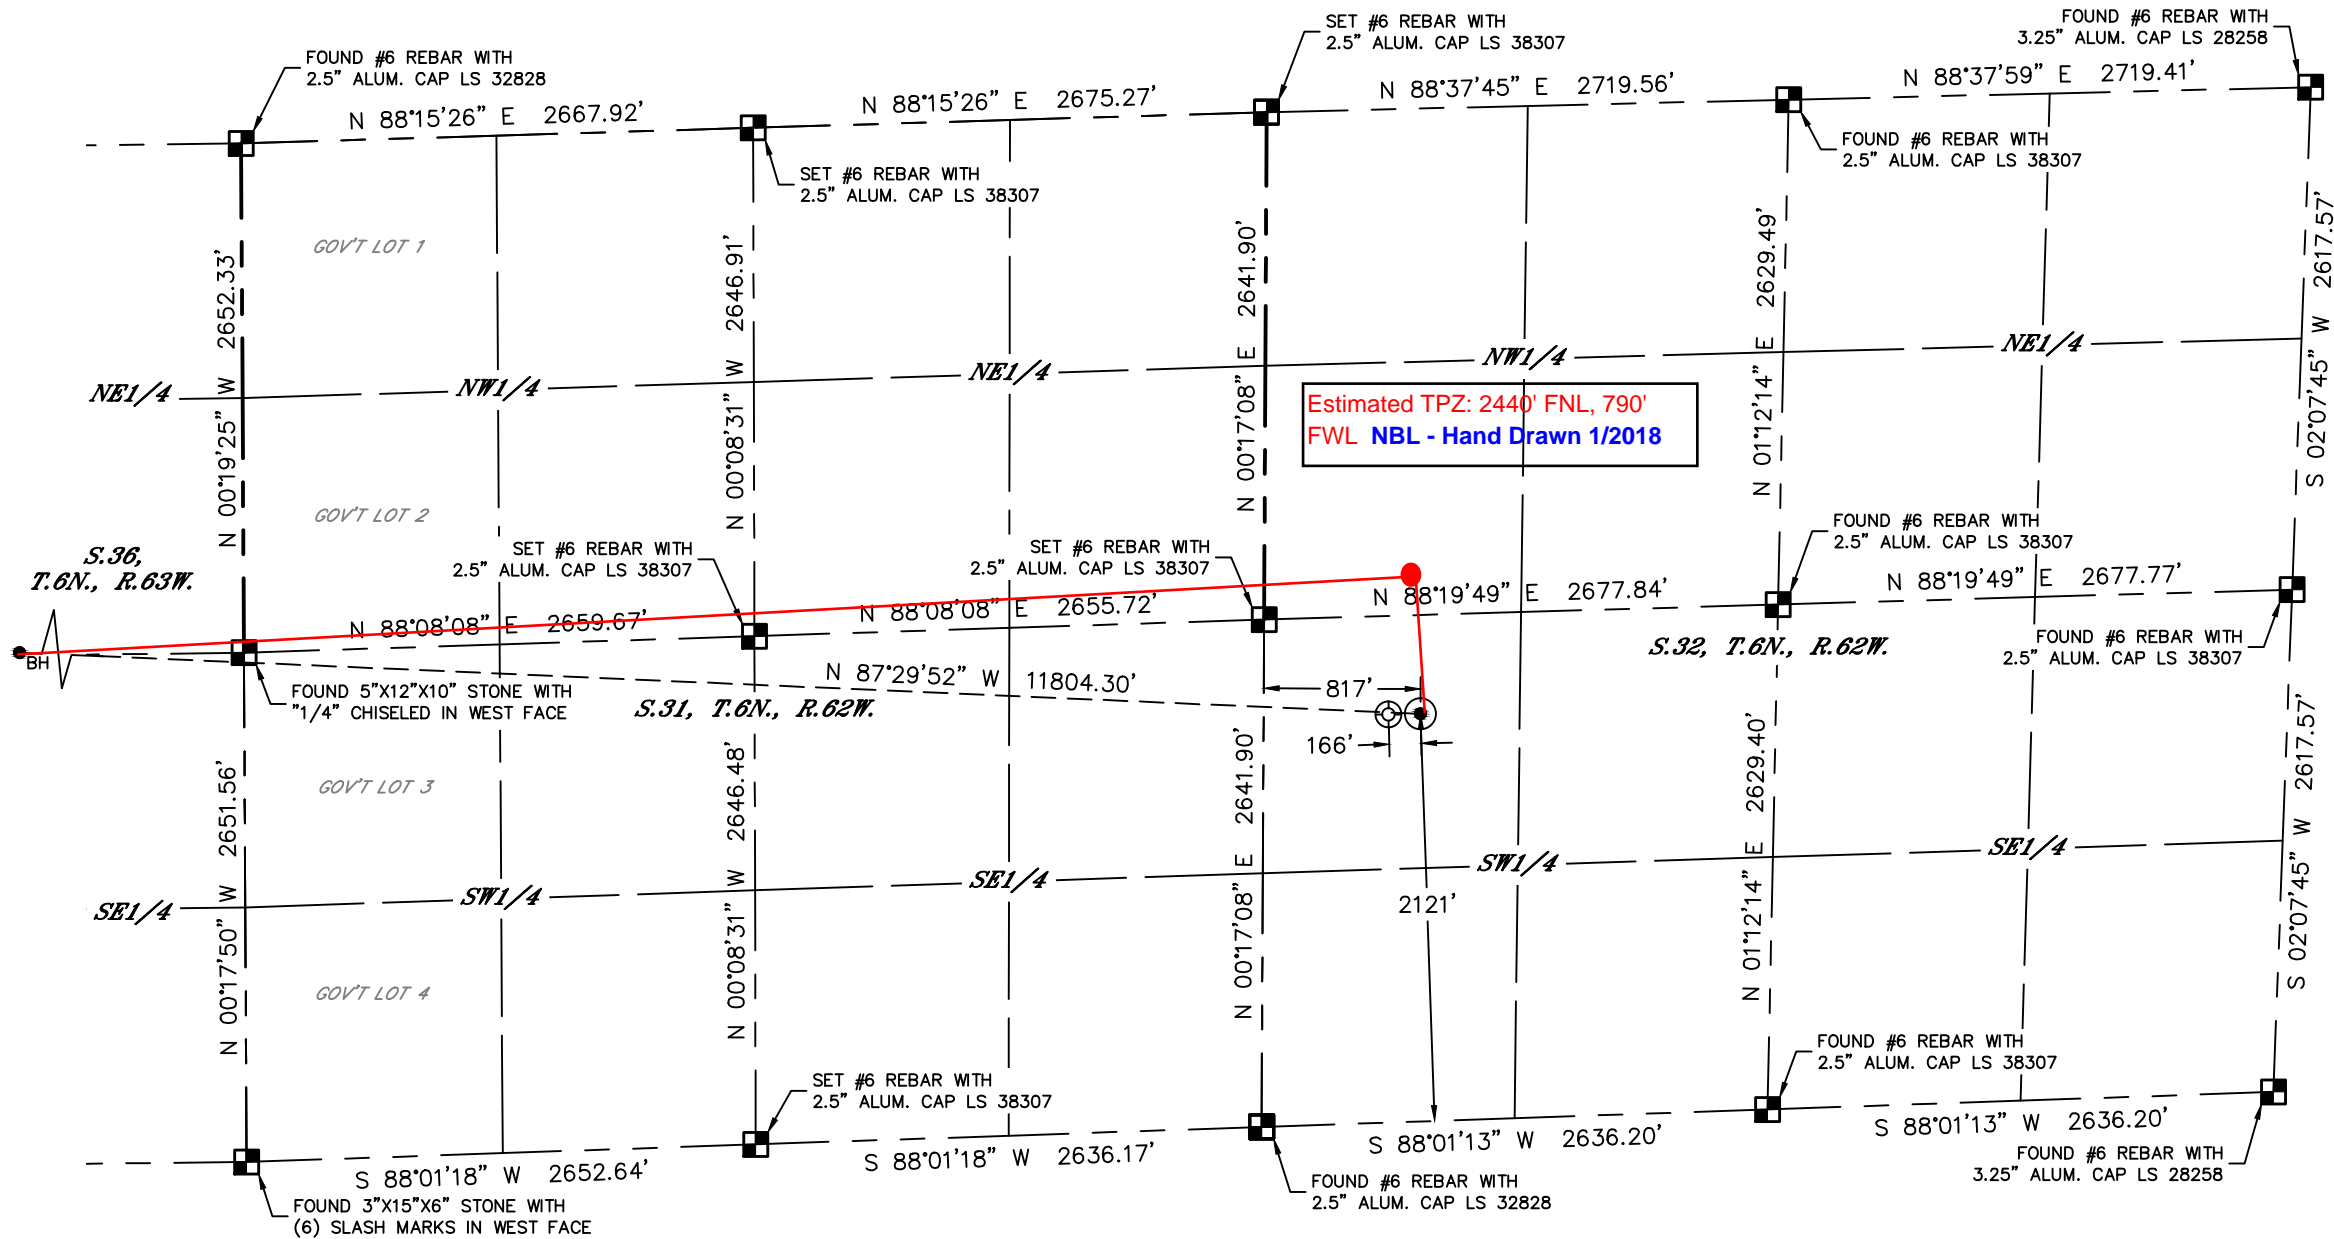 FOUND #6 REBAR WITH
2.5" ALUM. CAP LS 32828
SET #6 REBAR WITH
2.5" ALUM. CAP LS 38307
FOUND #6 REBAR WITH
3.25" ALUM. CAP LS 28258
N 88°15'26" E 2667.92'
N 88°15'26" E 2675.27'
N 88°37'45" E 2719.56'
N 88°37'59" E 2719.41'
SET #6 REBAR WITH
2.5" ALUM. CAP LS 38307
FOUND #6 REBAR WITH
2.5" ALUM. CAP LS 38307
GOV'T LOT 1
N 00°19'25" W 2652.33'
N 00°08'31" W 2646.91'
N 00°17'08" E 2641.90'
N 01°12'14" E 2629.49'
S 02°07'45" W 2617.57'
NE1/4
NW1/4
NE1/4
NW1/4
NE1/4
Estimated TPZ: 2440' FNL, 790'
FWL NBL - Hand Drawn 1/2018
GOV'T LOT 2
S.36,
T.6N., R.63W.
SET #6 REBAR WITH
2.5" ALUM. CAP LS 38307
SET #6 REBAR WITH
2.5" ALUM. CAP LS 38307
FOUND #6 REBAR WITH
2.5" ALUM. CAP LS 38307
N 88°08'08" E 2659.67'
N 88°08'08" E 2655.72'
N 88°19'49" E 2677.84'
N 88°19'49" E 2677.77'
BH
N 87°29'52" W 11804.30'
S.32, T.6N., R.62W.
FOUND #6 REBAR WITH
2.5" ALUM. CAP LS 38307
FOUND 5"X12"X10" STONE WITH
"1/4" CHISELED IN WEST FACE
S.31, T.6N., R.62W.
817'
166'
GOV'T LOT 3
N 00°17'50" W 2651.56'
N 00°08'31" W 2646.48'
N 00°17'08" E 2641.90'
N 01°12'14" E 2629.40'
S 02°07'45" W 2617.57'
SE1/4
SW1/4
SE1/4
SW1/4
SE1/4
2121'
GOV'T LOT 4
SET #6 REBAR WITH
2.5" ALUM. CAP LS 38307
FOUND #6 REBAR WITH
2.5" ALUM. CAP LS 38307
S 88°01'18" W 2652.64'
S 88°01'18" W 2636.17'
S 88°01'13" W 2636.20'
S 88°01'13" W 2636.20'
FOUND 3"X15"X6" STONE WITH
(6) SLASH MARKS IN WEST FACE
FOUND #6 REBAR WITH
2.5" ALUM. CAP LS 32828
FOUND #6 REBAR WITH
3.25" ALUM. CAP LS 28258